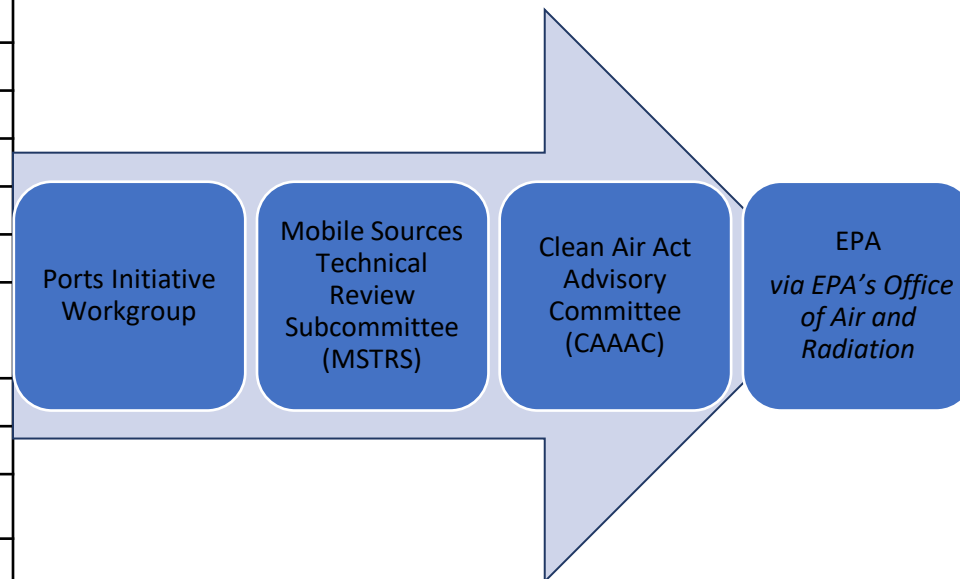 Ports Initiative
Workgroup
Mobile Sources
Technical
Review
Subcommittee
(MSTRS)
Clean Air Act
Advisory
Committee
(CAAAC)
EPA
via EPA’s Office
of Air and
Radiation